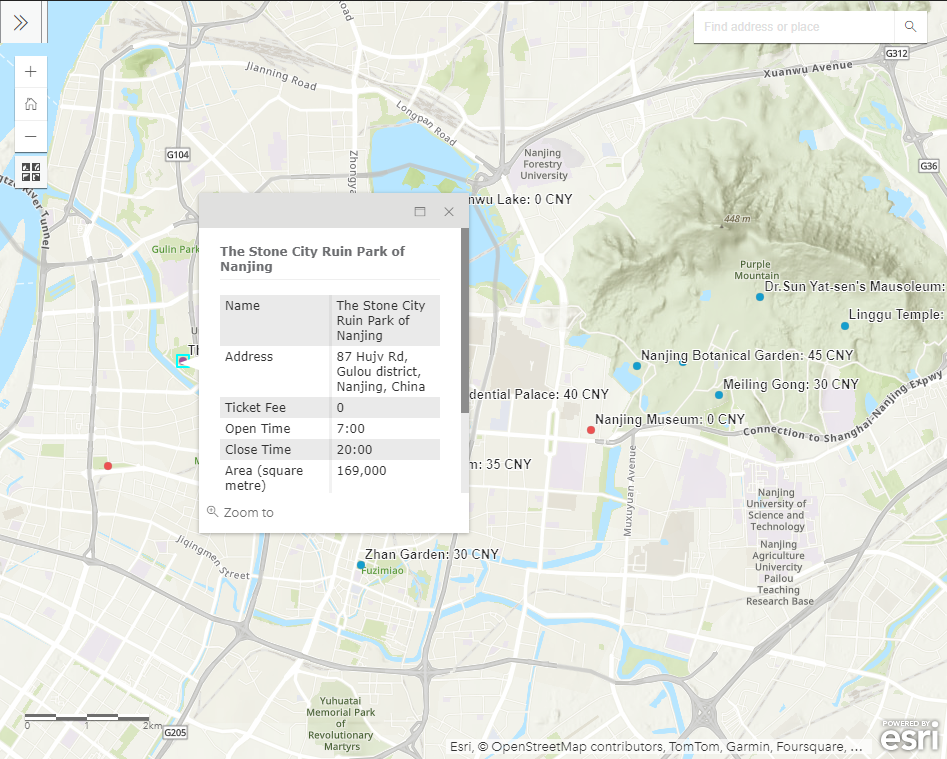 Find address or place
G312
Xuanwu Avenue
Jianning Road
Longpan Road
G104
Nanjing
Forestry
University
G36
nwu Lake: 0 CNY
448 m
River Tunnel
Gulin Park
Purple
Mountain
Dr.Sun Yat-sen's Mausoleum:
Linggu Temple:
The Stone City Ruin Park of
Nanjing
Name
The Stone City
Ruin Park of
Nanjing
Address
87 Hujv Rd,
Gulou district,
Nanjing, China
Ticket Fee
0
Open Time
7:00
Close Time
20:00
Area (square
metre)
169,000
Zoom to
Nanjing Botanical Garden: 45 CNY
Meiling Gong: 30 CNY
dential Palace: 40 CNY
Nanjing Museum: 0 CNY
Connection to Shanghai-Nanjing Expwy
m: 35 CNY
Muxuyuan Avenue
Nanjing
University of
Science and
Technology
Nanjing
Agriculture
Univercity
Pailou
Teaching
Research Base
Jiqingmen Street
Zhan Garden: 30 CNY
Fuzimiao
Yuhuatai
Memorial Park
of
Revolutionary
Martyrs
0 1 2km
G205
POWERED BY
esri
Esri, © OpenStreetMap contributors, TomTom, Garmin, Foursquare, ...